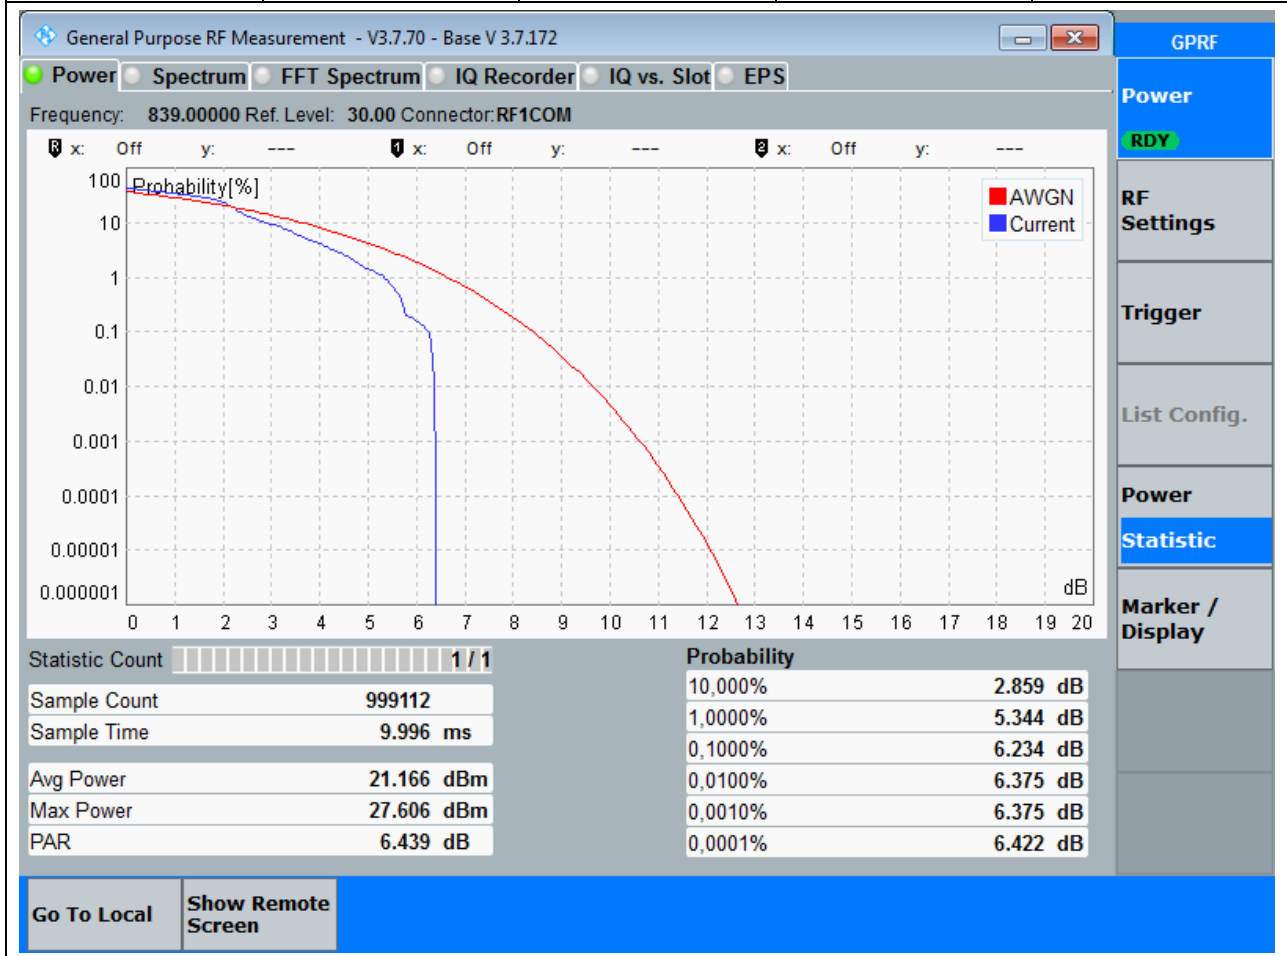 General Purpose RF Measurement - V3.7.70 - Base V 3.7.172
GPRF
Power Spectrum FFT Spectrum IQ Recorder IQ vs. Slot EPS
Frequency: 839.00000 Ref. Level: 30.00 Connector:RF1COM
R x: Off y: --- 1 x: Off y: --- 2 x: Off y: ---
Probability[%]
AWGN
Current
100
10
1
0.1
0.01
0.001
0.0001
0.00001
0.000001
dB
0 1 2 3 4 5 6 7 8 9 10 11 12 13 14 15 16 17 18 19 20
Statistic Count 1 / 1
Sample Count 999112
Sample Time 9.996 ms
Avg Power 21.166 dBm
Max Power 27.606 dBm
PAR 6.439 dB
Probability
10,000% 2.859 dB
1,0000% 5.344 dB
0,1000% 6.234 dB
0,0100% 6.375 dB
0,0010% 6.375 dB
0,0001% 6.422 dB
Power
RDY
RF
Settings
Trigger
List Config.
Power
Statistic
Marker /
Display
Go To Local
Show Remote
Screen